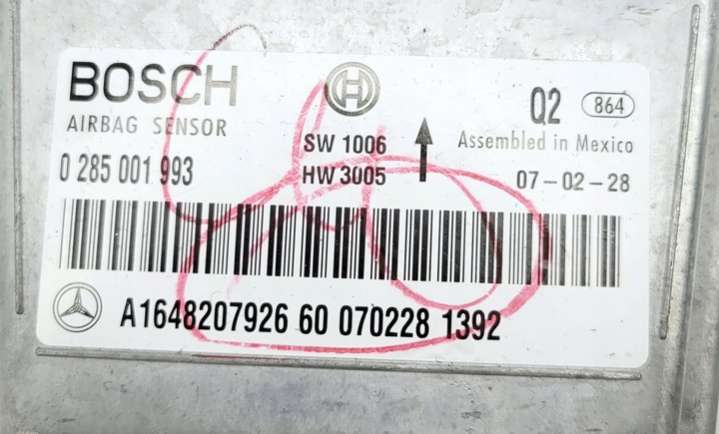 BOSCH
AIRBAG SENSOR
0 285 001 993
SW 1006
HW 3005
Q2 864
Assembled in Mexico
07-02-28
A1648207926 60 070228 1392